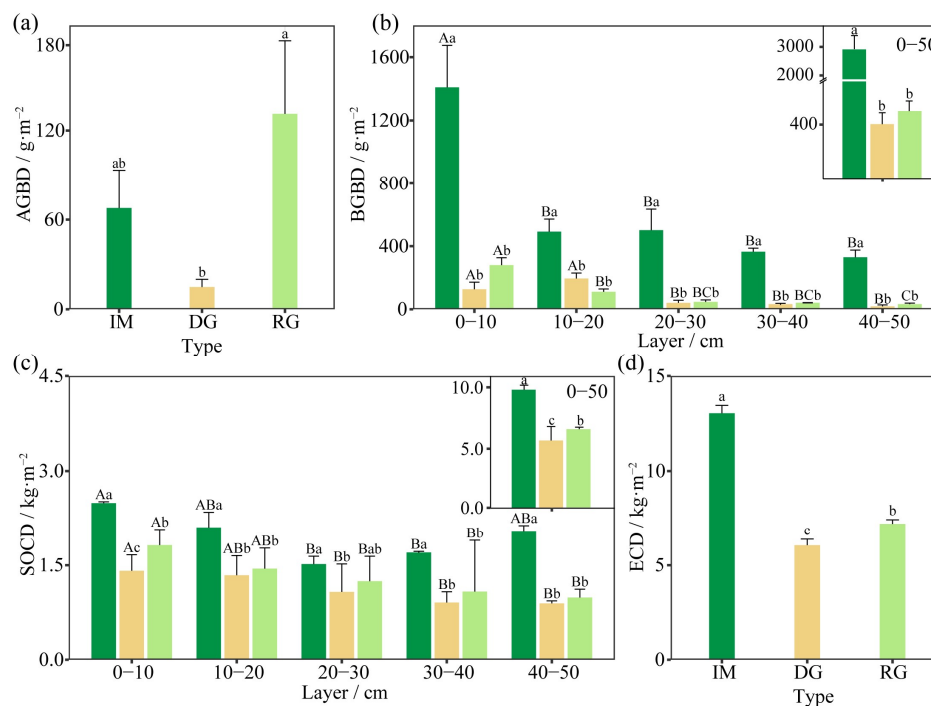 (a)
AGBD / g·m⁻²
180
120
60
0
ab
b
a
IM DG RG
Type
(b)
BGBD / g·m⁻²
1600
1200
800
400
0
Aa
Ab
Ab
Ba
Ab
Bb
Ba
Bb
BCb
Ba
Bb
BCb
Ba
Bb
Cb
0−10 10−20 20−30 30−40 40−50
Layer / cm
0−50
3000
2000
400
a
b
b
(c)
SOCD / kg·m⁻²
4.5
3.0
1.5
0.0
Aa
Ac
Ab
ABa
ABb
ABb
Ba
Bb
Bab
Ba
Bb
Bb
ABa
Bb
Bb
0−10 10−20 20−30 30−40 40−50
Layer / cm
0−50
10.0
5.0
0.0
a
c
b
(d)
ECD / kg·m⁻²
15
10
5
0
a
c
b
IM DG RG
Type